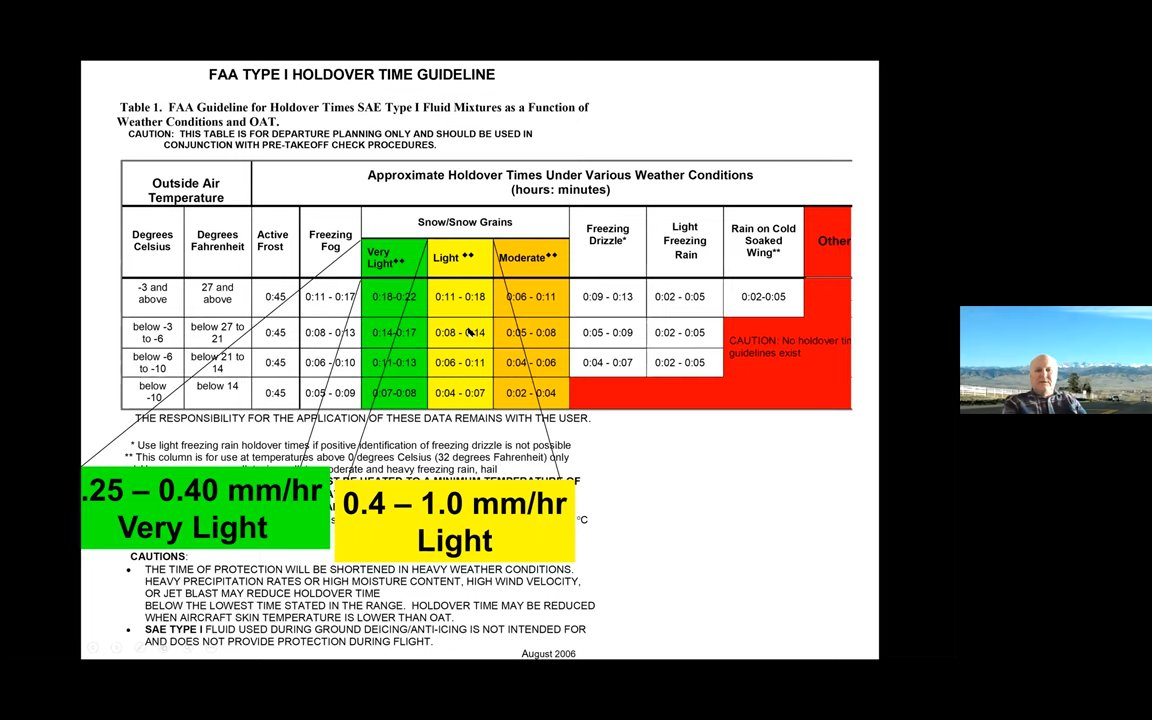 FAA TYPE I HOLDOVER TIME GUIDELINE
Table 1. FAA Guideline for Holdover Times SAE Type I Fluid Mixtures as a Function of
Weather Conditions and OAT.
CAUTION: THIS TABLE IS FOR DEPARTURE PLANNING ONLY AND SHOULD BE USED IN
CONJUNCTION WITH PRE-TAKEOFF CHECK PROCEDURES.
Outside Air
Temperature
Approximate Holdover Times Under Various Weather Conditions
(hours: minutes)
Degrees
Celsius
Degrees
Fahrenheit
Active
Frost
Freezing
Fog
Snow/Snow Grains
Very
Light◆◆
Light ◆◆
Moderate◆◆
Freezing
Drizzle*
Light
Freezing
Rain
Rain on Cold
Soaked
Wing**
Other
-3 and
above
27 and
above
0:45
0:11 - 0:17
0:18-0:22
0:11 - 0:18
0:06 - 0:11
0:09 - 0:13
0:02 - 0:05
0:02-0:05
below -3
to -6
below 27 to
21
0:45
0:08 - 0:13
0:14-0:17
0:08 - 0:14
0:05 - 0:08
0:05 - 0:09
0:02 - 0:05
CAUTION: No holdover
guidelines exist
below -6
to -10
below 21 to
14
0:45
0:06 - 0:10
0:11-0:13
0:06 - 0:11
0:04 - 0:06
0:04 - 0:07
0:02 - 0:05
below
-10
below 14
0:45
0:05 - 0:09
0:07-0:08
0:04 - 0:07
0:02 - 0:04
THE RESPONSIBILITY FOR THE APPLICATION OF THESE DATA REMAINS WITH THE USER.
* Use light freezing rain holdover times if positive identification of freezing drizzle is not possible
** This column is for use at temperatures above 0 degrees Celsius (32 degrees Fahrenheit) only
and heavy freezing rain, hail
.25 – 0.40 mm/hr
Very Light
0.4 – 1.0 mm/hr
Light
°C
CAUTIONS:
• THE TIME OF PROTECTION WILL BE SHORTENED IN HEAVY WEATHER CONDITIONS.
HEAVY PRECIPITATION RATES OR HIGH MOISTURE CONTENT, HIGH WIND VELOCITY,
OR JET BLAST MAY REDUCE HOLDOVER TIME
BELOW THE LOWEST TIME STATED IN THE RANGE. HOLDOVER TIME MAY BE REDUCED
WHEN AIRCRAFT SKIN TEMPERATURE IS LOWER THAN OAT.
• SAE TYPE I FLUID USED DURING GROUND DEICING/ANTI-ICING IS NOT INTENDED FOR
AND DOES NOT PROVIDE PROTECTION DURING FLIGHT.
August 2006